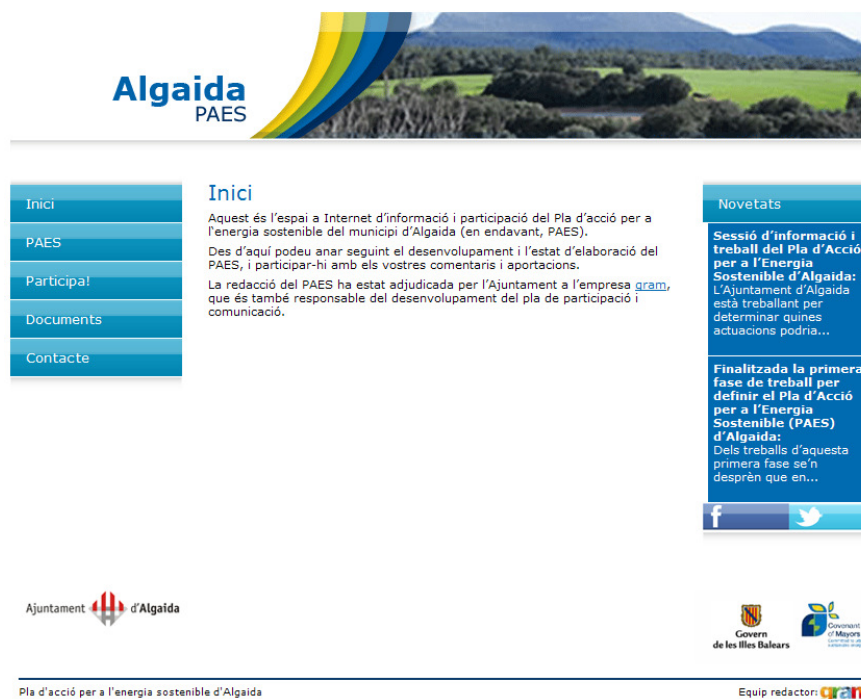 Algaida
PAES
Inici
PAES
Participa!
Documents
Contacte
Inici
Aquest és l'espai a Internet d'informació i participació del Pla d'acció per a
l'energia sostenible del municipi d'Algaida (en endavant, PAES).
Des d'aquí podeu anar seguint el desenvolupament i l'estat d'elaboració del
PAES, i participar-hi amb els vostres comentaris i aportacions.
La redacció del PAES ha estat adjudicada per l'Ajuntament a l'empresa gram,
que és també responsable del desenvolupament del pla de participació i
comunicació.
Novetats
Sessió d'informació i
treball del Pla d'Acció
per a l'Energia
Sostenible d'Algaida:
L'Ajuntament d'Algaida
està treballant per
determinar quines
actuacions podria...
Finalitzada la primera
fase de treball per
definir el Pla d'Acció
per a l'Energia
Sostenible (PAES)
d'Algaida:
Dels treballs d'aquesta
primera fase se'n
desprèn que en...
Ajuntament d'Algaida
Govern
de les Illes Balears
Covenant
of Mayors
Pla d'acció per a l'energia sostenible d'Algaida
Equip redactor: gram